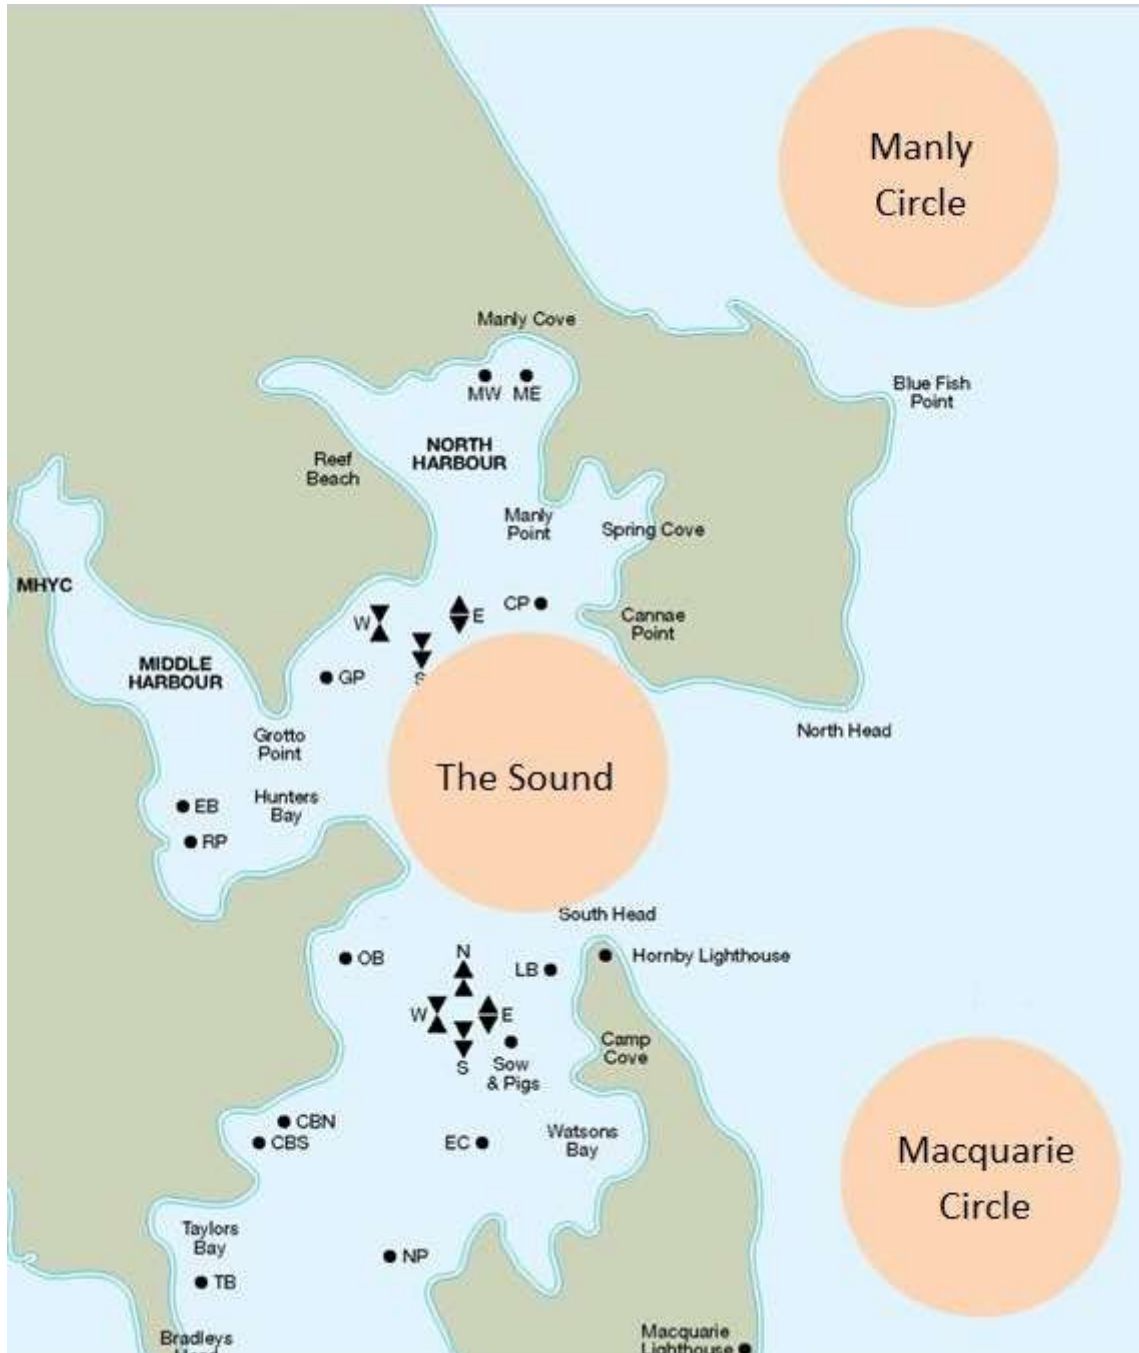 Manly
Circle
Manly Cove
Blue Fish
Point
MW ME
NORTH
HARBOUR
Reef
Beach
Manly
Point
Spring Cove
MHYC
W
E
CP
Cannae
Point
MIDDLE
HARBOUR
GP
S
Grotto
Point
North Head
The Sound
EB
Hunters
Bay
RP
South Head
OB
N
LB
Hornby Lighthouse
W
E
Camp
Cove
S
Sow
& Pigs
CBN
CBS
EC
Watsons
Bay
Macquarie
Circle
Taylors
Bay
NP
TB
Bradleys
Head
Macquarie
Lighthouse